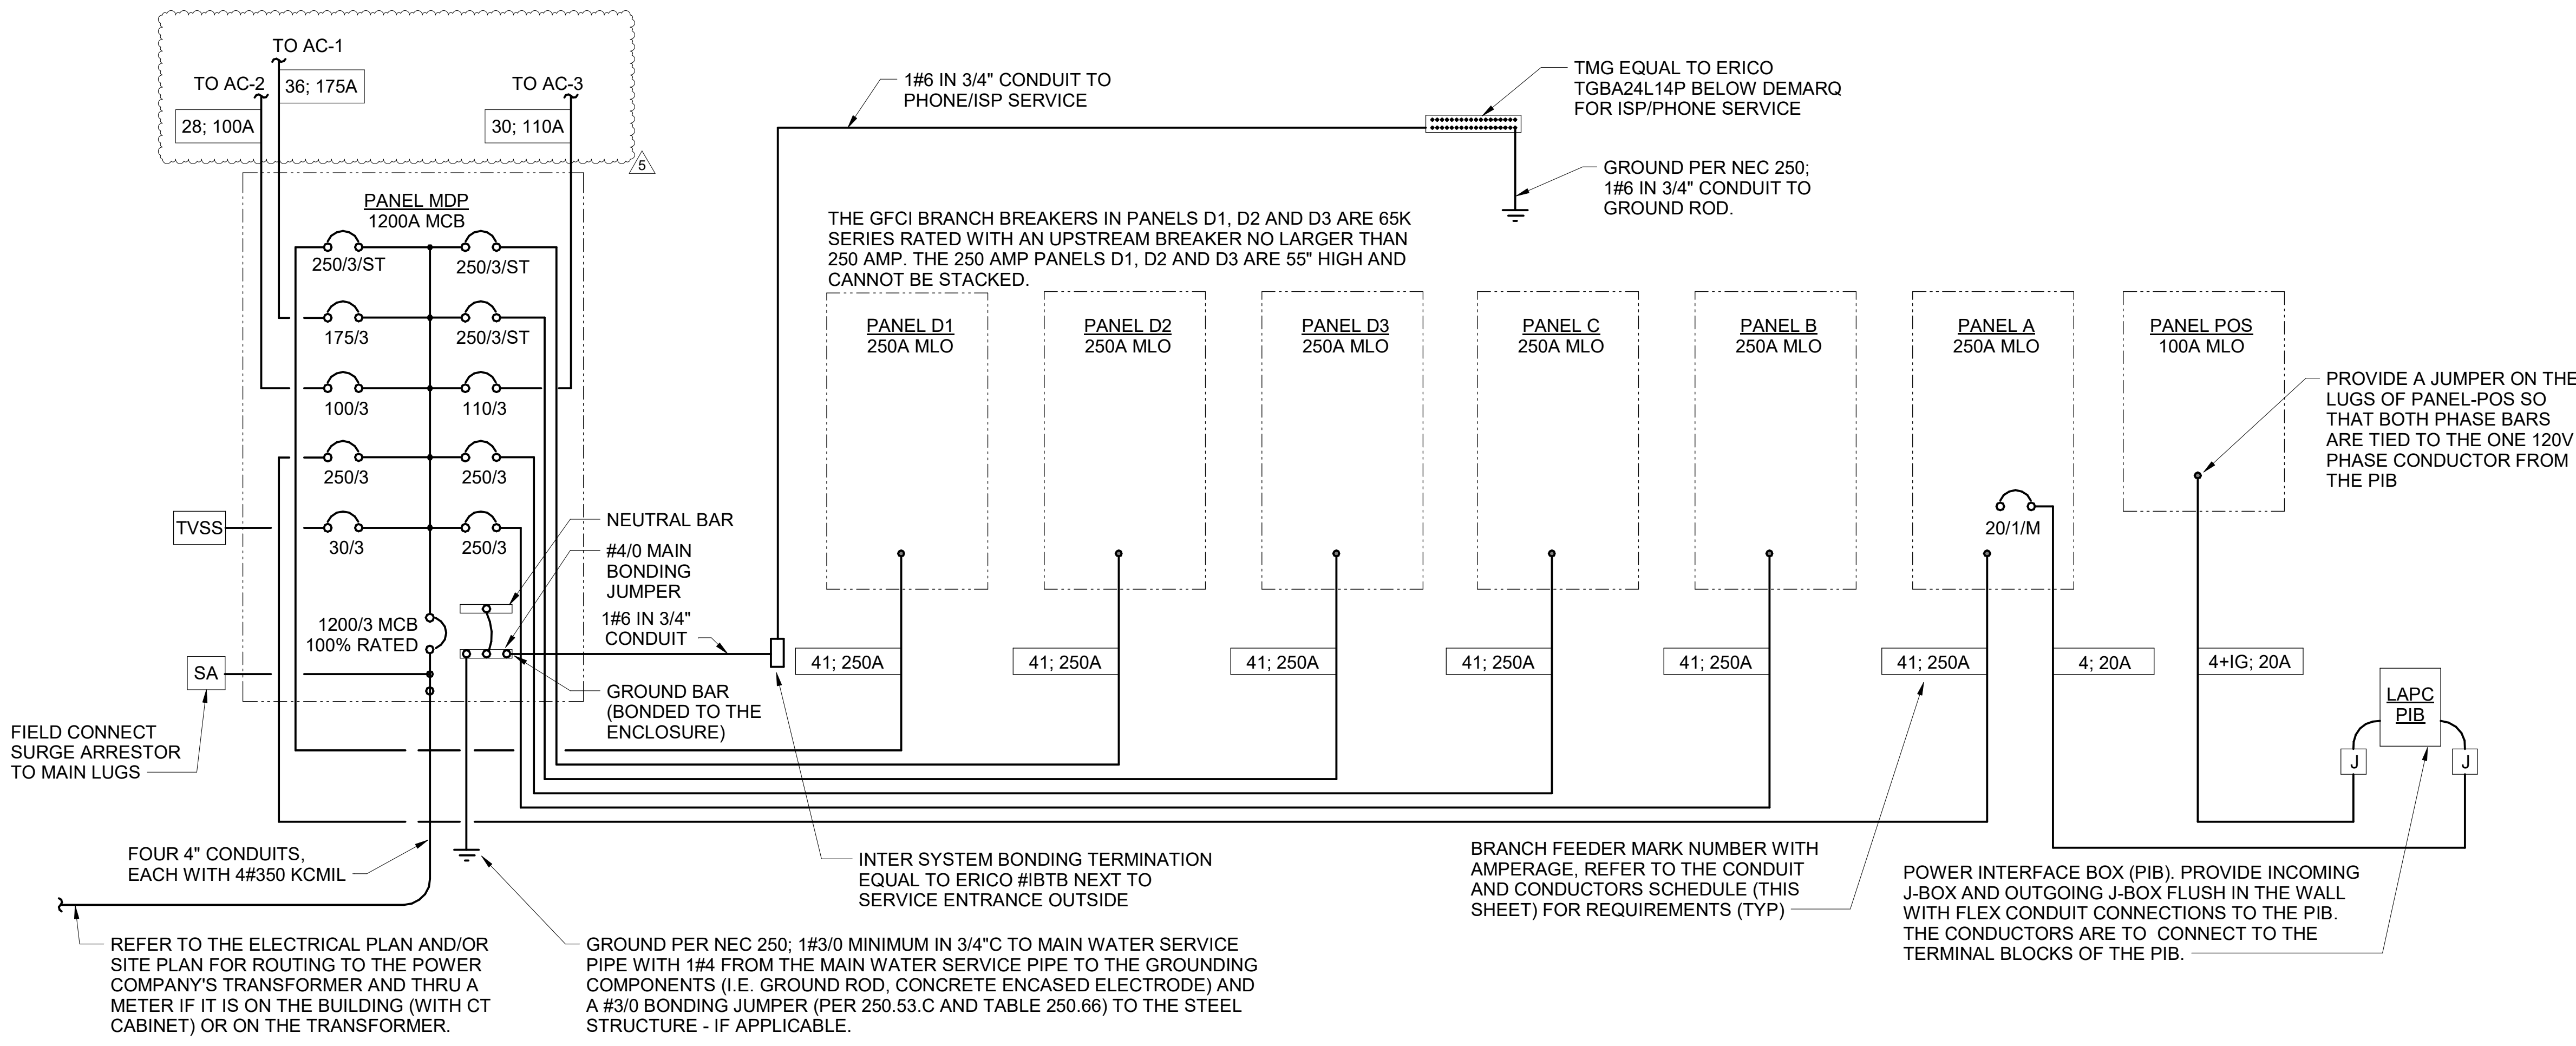 TO AC-1
TO AC-2
36; 175A
TO AC-3
28; 100A
30; 110A
5
PANEL MDP
1200A MCB
250/3/ST
250/3/ST
175/3
250/3/ST
100/3
110/3
250/3
250/3
TVSS
30/3
250/3
NEUTRAL BAR
#4/0 MAIN
BONDING
JUMPER
1200/3 MCB
100% RATED
1#6 IN 3/4"
CONDUIT
SA
GROUND BAR
(BONDED TO THE
ENCLOSURE)
FIELD CONNECT
SURGE ARRESTOR
TO MAIN LUGS
FOUR 4" CONDUITS,
EACH WITH 4#350 KCMIL
REFER TO THE ELECTRICAL PLAN AND/OR
SITE PLAN FOR ROUTING TO THE POWER
COMPANY'S TRANSFORMER AND THRU A
METER IF IT IS ON THE BUILDING (WITH CT
CABINET) OR ON THE TRANSFORMER.
GROUND PER NEC 250; 1#3/0 MINIMUM IN 3/4"C TO MAIN WATER SERVICE
PIPE WITH 1#4 FROM THE MAIN WATER SERVICE PIPE TO THE GROUNDING
COMPONENTS (I.E. GROUND ROD, CONCRETE ENCASED ELECTRODE) AND
A #3/0 BONDING JUMPER (PER 250.53.C AND TABLE 250.66) TO THE STEEL
STRUCTURE - IF APPLICABLE.
1#6 IN 3/4" CONDUIT TO
PHONE/ISP SERVICE
TMG EQUAL TO ERICO
TGBA24L14P BELOW DEMARQ
FOR ISP/PHONE SERVICE
GROUND PER NEC 250;
1#6 IN 3/4" CONDUIT TO
GROUND ROD.
THE GFCI BRANCH BREAKERS IN PANELS D1, D2 AND D3 ARE 65K
SERIES RATED WITH AN UPSTREAM BREAKER NO LARGER THAN
250 AMP. THE 250 AMP PANELS D1, D2 AND D3 ARE 55" HIGH AND
CANNOT BE STACKED.
PANEL D1
250A MLO
PANEL D2
250A MLO
PANEL D3
250A MLO
PANEL C
250A MLO
PANEL B
250A MLO
PANEL A
250A MLO
PANEL POS
100A MLO
PROVIDE A JUMPER ON THE
LUGS OF PANEL-POS SO
THAT BOTH PHASE BARS
ARE TIED TO THE ONE 120V
PHASE CONDUCTOR FROM
THE PIB
20/1/M
41; 250A
41; 250A
41; 250A
41; 250A
41; 250A
41; 250A
4; 20A
4+IG; 20A
LAPC
PIB
J
J
INTER SYSTEM BONDING TERMINATION
EQUAL TO ERICO #IBTB NEXT TO
SERVICE ENTRANCE OUTSIDE
BRANCH FEEDER MARK NUMBER WITH
AMPERAGE, REFER TO THE CONDUIT
AND CONDUCTORS SCHEDULE (THIS
SHEET) FOR REQUIREMENTS (TYP)
POWER INTERFACE BOX (PIB). PROVIDE INCOMING
J-BOX AND OUTGOING J-BOX FLUSH IN THE WALL
WITH FLEX CONDUIT CONNECTIONS TO THE PIB.
THE CONDUCTORS ARE TO CONNECT TO THE
TERMINAL BLOCKS OF THE PIB.